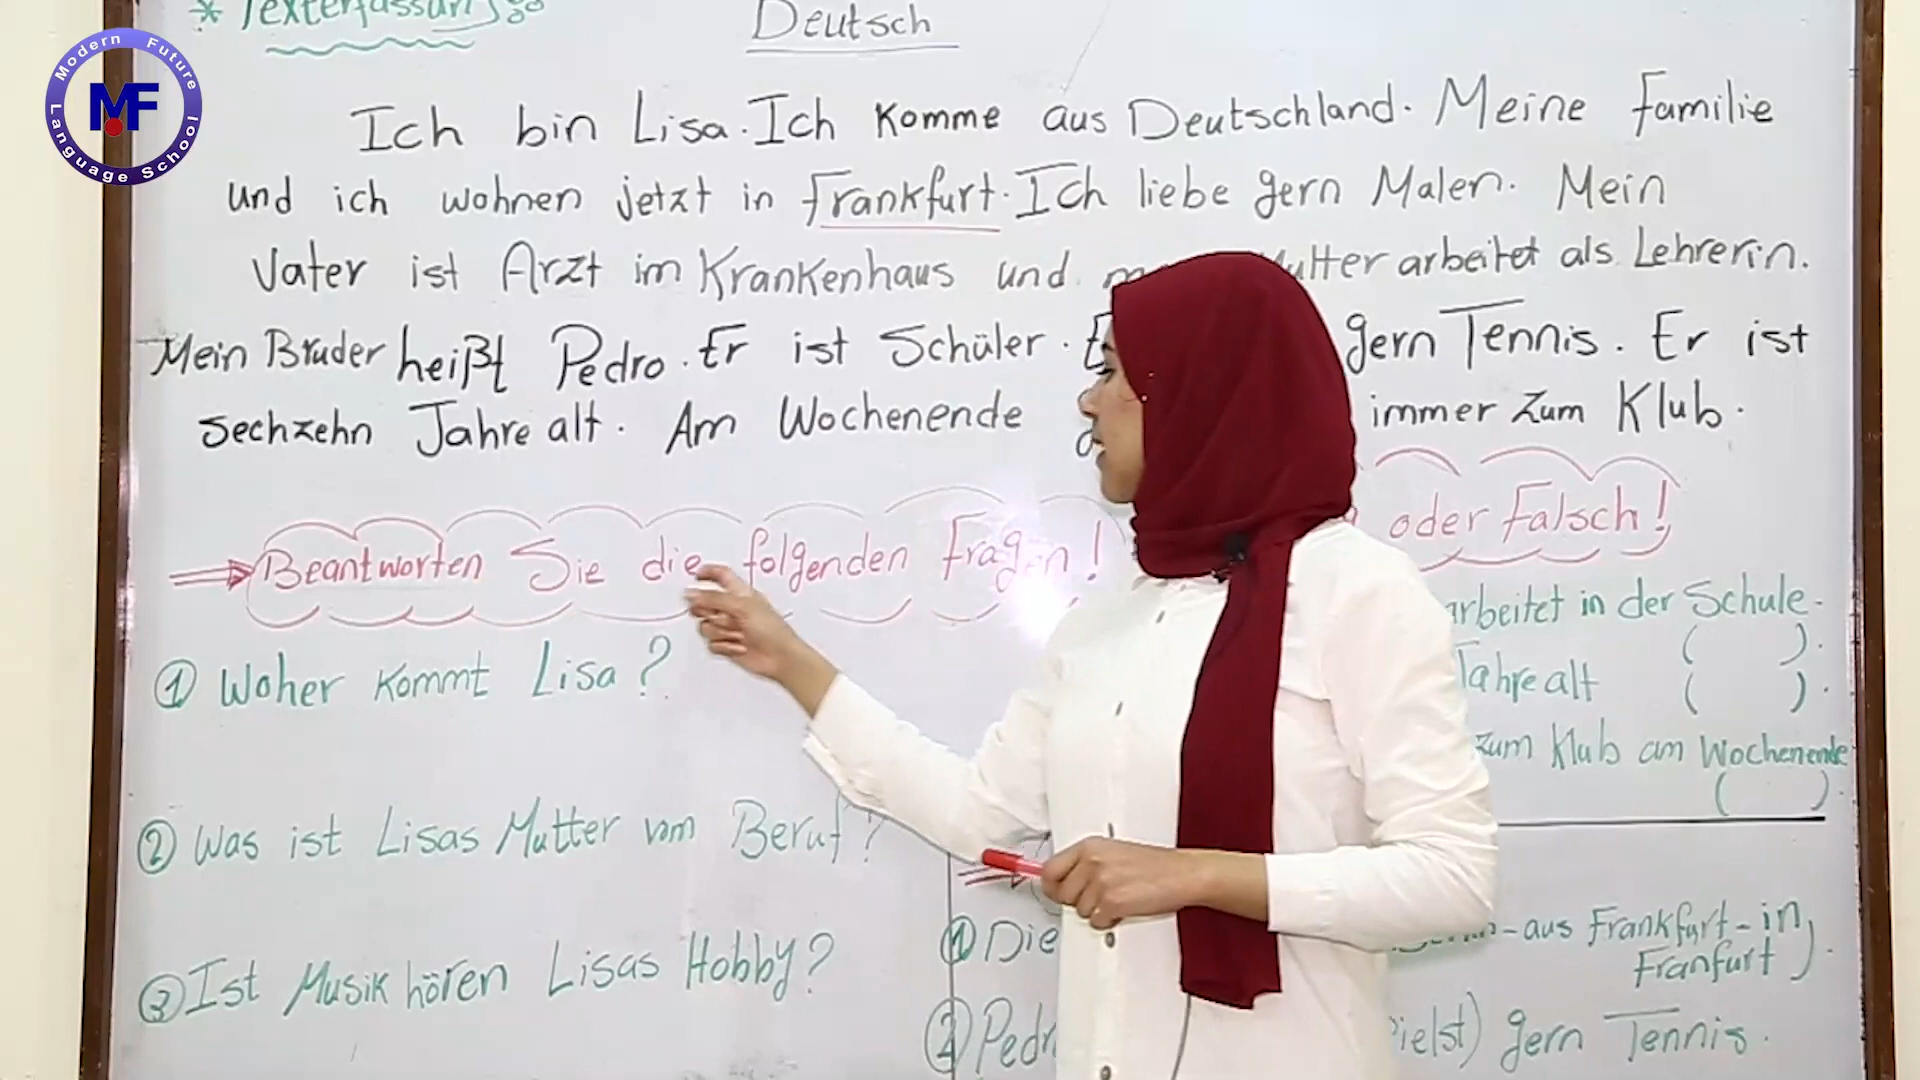 * Texterfassung
Deutsch
Modern Future
MF
Language School
Ich bin Lisa. Ich komme aus Deutschland. Meine Familie
und ich wohnen jetzt in Frankfurt. Ich liebe gern Malen. Mein
Vater ist Arzt im Krankenhaus und Mutter arbeitet als Lehrerin.
Mein Bruder heißt Pedro. Er ist Schüler. gern Tennis. Er ist
sechzehn Jahre alt. Am Wochenende immer zum Klub.
Beantworten Sie die folgenden Fragen!
oder Falsch!
① Woher kommt Lisa?
② Was ist Lisas Mutter vom Beruf?
③ Ist Musik hören Lisas Hobby?
arbeitet in der Schule.
( ).
Jahre alt ( ).
zum Klub am Wochenende
( ).
① Die - aus Frankfurt - in
Franfurt).
② Pedr ielst) gern Tennis.